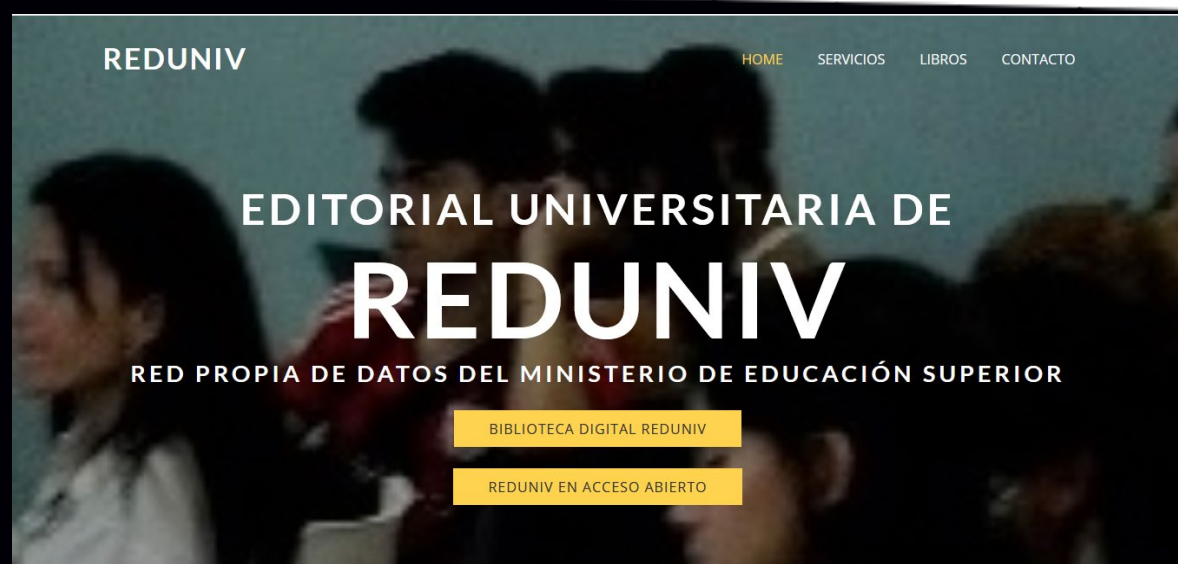 REDUNIV
HOME SERVICIOS LIBROS CONTACTO
EDITORIAL UNIVERSITARIA DE
REDUNIV
RED PROPIA DE DATOS DEL MINISTERIO DE EDUCACIÓN SUPERIOR
BIBLIOTECA DIGITAL REDUNIV
REDUNIV EN ACCESO ABIERTO